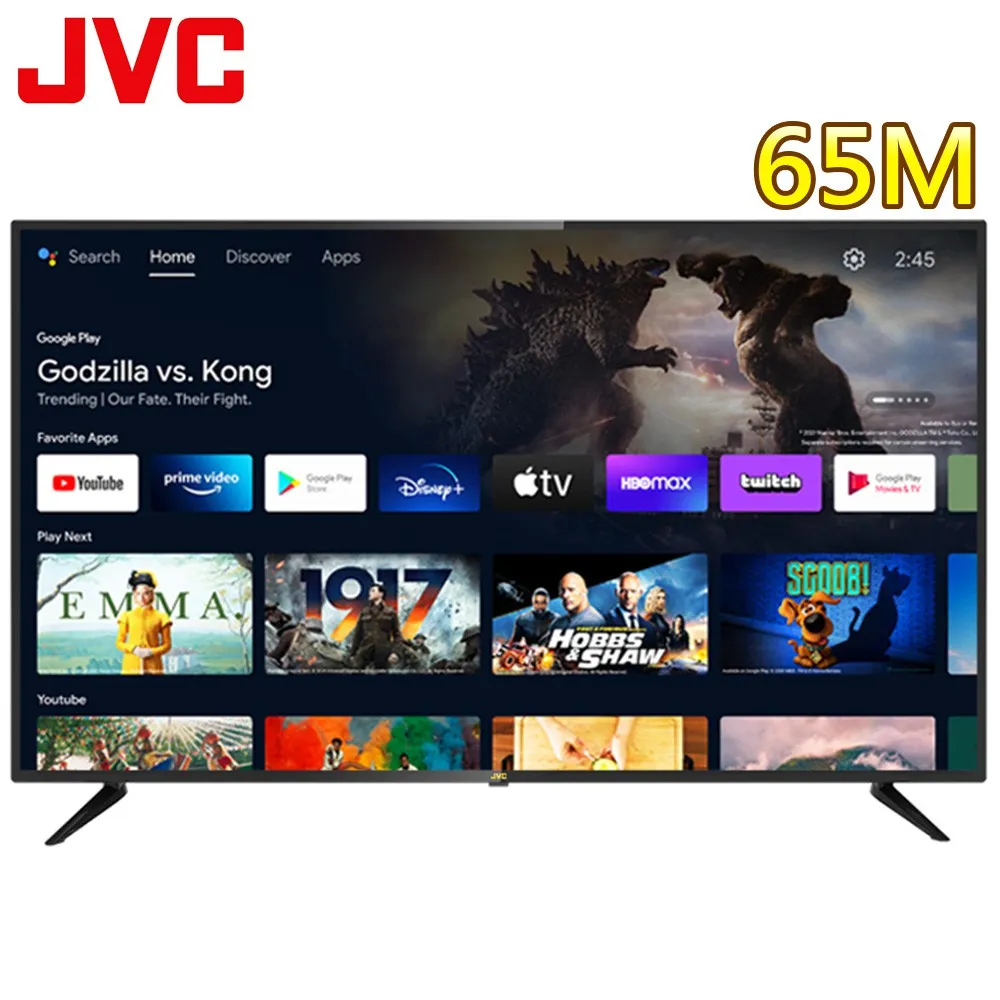 JVC
65M
Search Home Discover Apps 2:45
Google Play
Godzilla vs. Kong
Trending | Our Fate. Their Fight.
Favorite Apps
YouTube prime video Google Play Store Disney+ tv HBOMAX twitch Google Play Movies & TV
Play Next
EMMA 1917 HOBBS & SHAW SCOOB!
Youtube
JVC